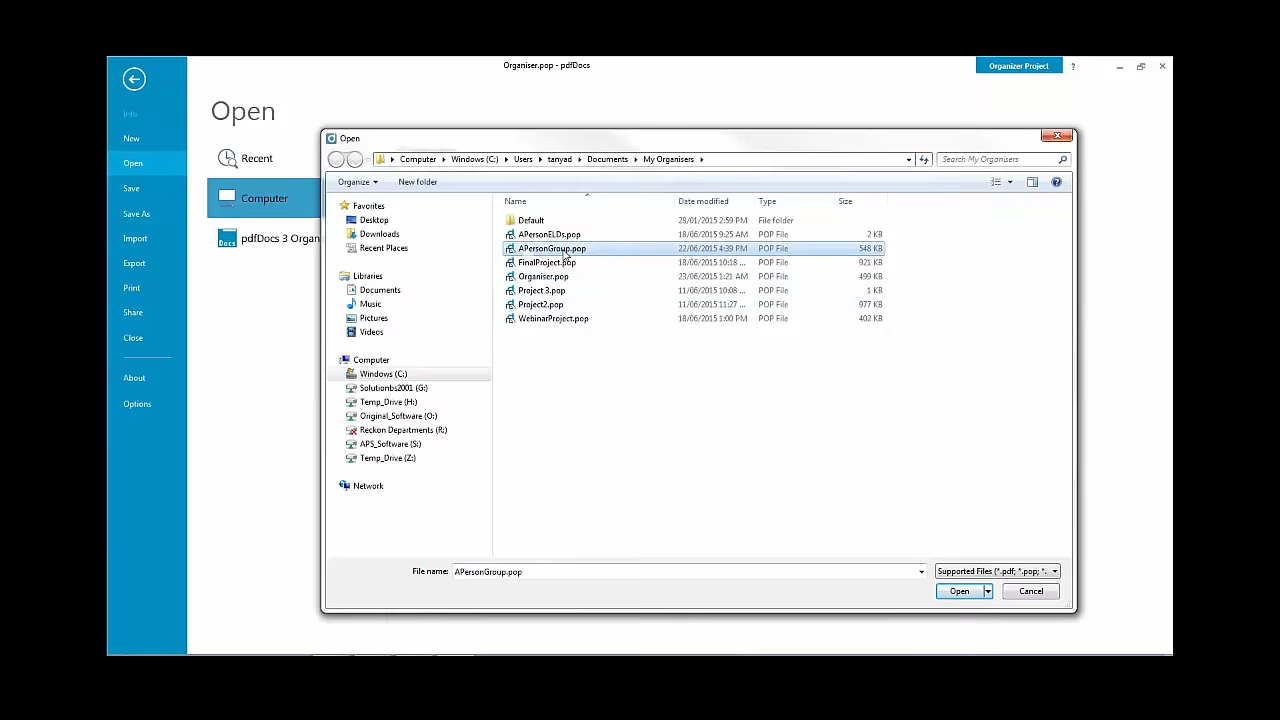 Organiser.pop - pdfDocs
Organizer Project
?
Info
New
Open
Save
Save As
Import
Export
Print
Share
Close
About
Options
Open
Recent
Computer
Docs
pdfDocs 3 Organ
Open
Computer
Windows (C:)
Users
tanyad
Documents
My Organisers
Search My Organisers
Organize
New folder
Favorites
Desktop
Downloads
Recent Places
Libraries
Documents
Music
Pictures
Videos
Computer
Windows (C:)
Solutionbs2001 (G:)
Temp_Drive (H:)
Original_Software (O:)
Reckon Departments (R:)
APS_Software (S:)
Temp_Drive (Z:)
Network
Name Date modified Type Size
Default 28/01/2015 2:59 PM File folder
APersonELDs.pop 18/06/2015 9:25 AM POP File 2 KB
APersonGroup.pop 22/06/2015 4:39 PM POP File 548 KB
FinalProject.pop 18/06/2015 10:18 ... POP File 921 KB
Organiser.pop 23/06/2015 1:21 AM POP File 499 KB
Project 3.pop 11/06/2015 10:08 ... POP File 1 KB
Project2.pop 11/06/2015 11:27 ... POP File 977 KB
WebinarProject.pop 18/06/2015 1:00 PM POP File 402 KB
File name: APersonGroup.pop
Supported Files (*.pdf; *.pop; *.
Open
Cancel